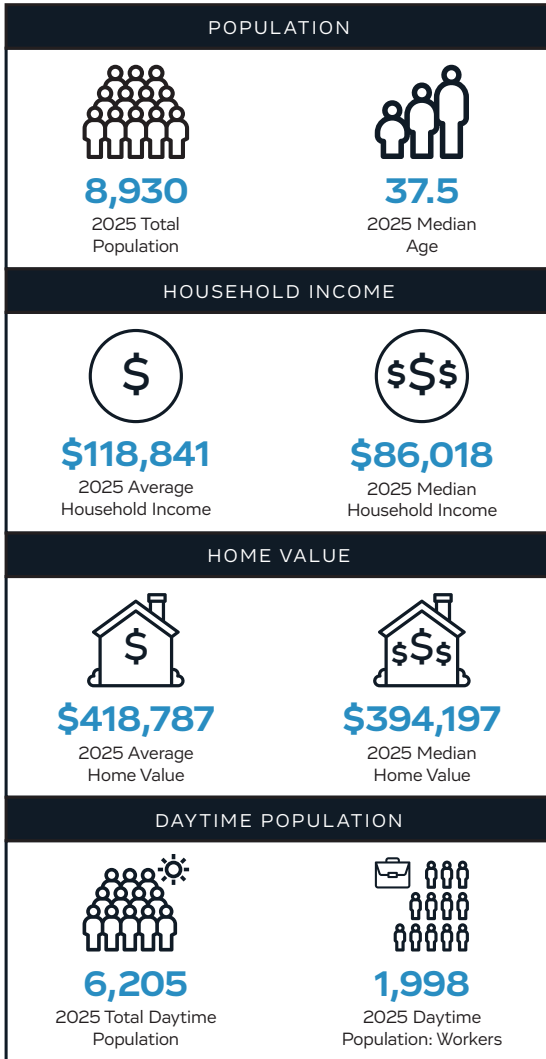 POPULATION
8,930
2025 Total
Population
37.5
2025 Median
Age
HOUSEHOLD INCOME
$
$118,841
2025 Average
Household Income
$$$
$86,018
2025 Median
Household Income
HOME VALUE
$
$418,787
2025 Average
Home Value
$$$
$394,197
2025 Median
Home Value
DAYTIME POPULATION
6,205
2025 Total Daytime
Population
1,998
2025 Daytime
Population: Workers